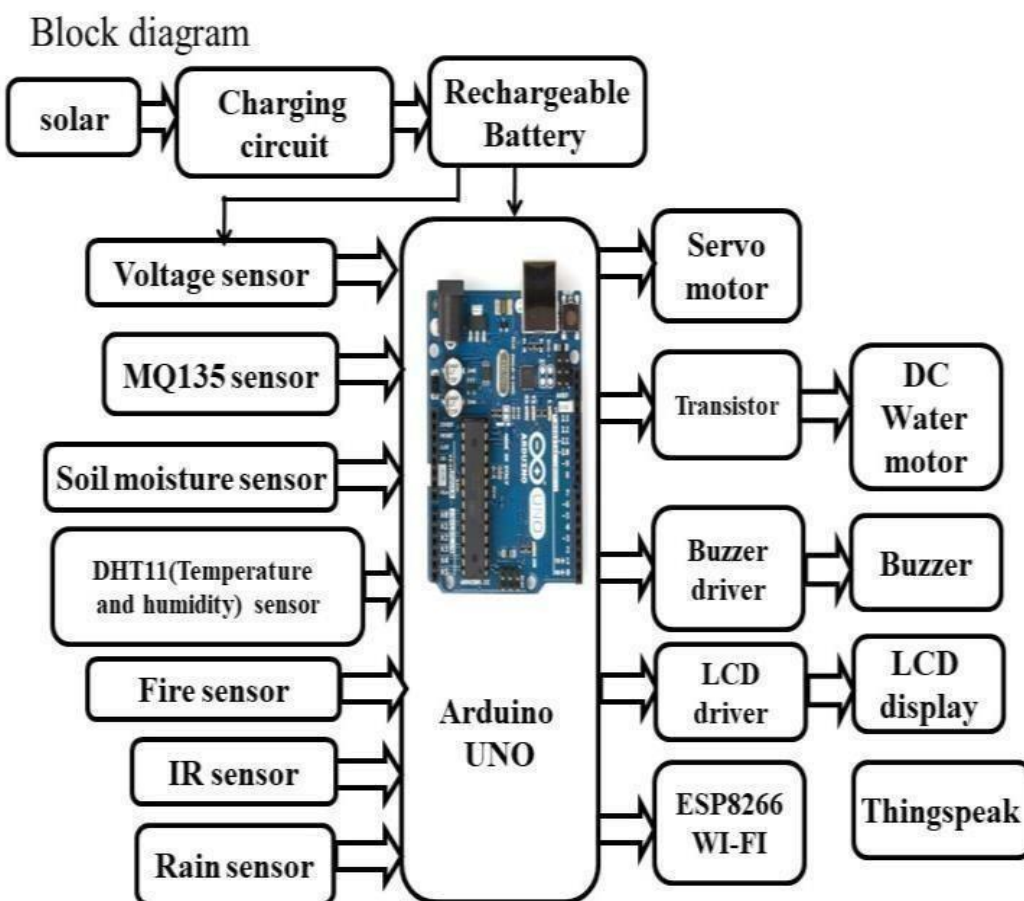 Block diagram
solar
Charging
circuit
Rechargeable
Battery
Voltage sensor
MQ135 sensor
Soil moisture sensor
DHT11(Temperature
and humidity) sensor
Fire sensor
IR sensor
Rain sensor
ARDUINO
UNO
Arduino
UNO
Servo
motor
Transistor
DC
Water
motor
Buzzer
driver
Buzzer
LCD
driver
LCD
display
ESP8266
WI-FI
Thingspeak